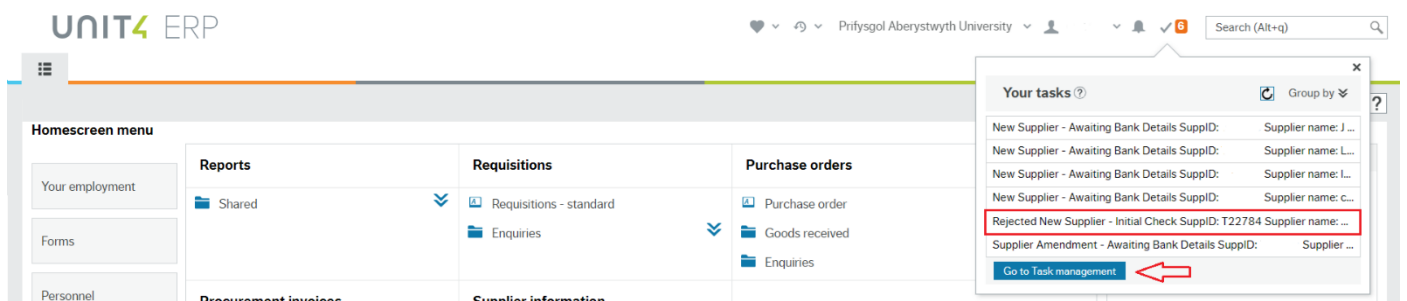 UNIT4 ERP
Prifysgol Aberystwyth University
6
Search (Alt+q)
Your tasks ?
Group by
?
New Supplier - Awaiting Bank Details SuppID: Supplier name: J ...
New Supplier - Awaiting Bank Details SuppID: Supplier name: L...
New Supplier - Awaiting Bank Details SuppID: Supplier name: I...
New Supplier - Awaiting Bank Details SuppID: Supplier name: c...
Rejected New Supplier - Initial Check SuppID: T22784 Supplier name: ...
Supplier Amendment - Awaiting Bank Details SuppID: Supplier ...
Go to Task management
Homescreen menu
Your employment
Forms
Personnel
Reports
Shared
Requisitions
Requisitions - standard
Enquiries
Purchase orders
Purchase order
Goods received
Enquiries
Procurement invoices
Supplier information